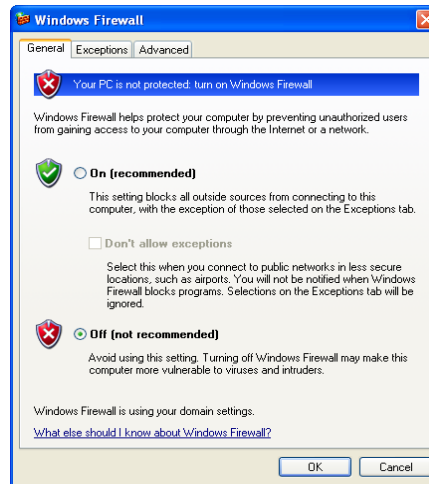 Windows Firewall
General Exceptions Advanced
Your PC is not protected: turn on Windows Firewall
Windows Firewall helps protect your computer by preventing unauthorized users
from gaining access to your computer through the Internet or a network.
On (recommended)
This setting blocks all outside sources from connecting to this
computer, with the exception of those selected on the Exceptions tab.
Don't allow exceptions
Select this when you connect to public networks in less secure
locations, such as airports. You will not be notified when Windows
Firewall blocks programs. Selections on the Exceptions tab will be
ignored.
Off (not recommended)
Avoid using this setting. Turning off Windows Firewall may make this
computer more vulnerable to viruses and intruders.
Windows Firewall is using your domain settings.
What else should I know about Windows Firewall?
OK Cancel